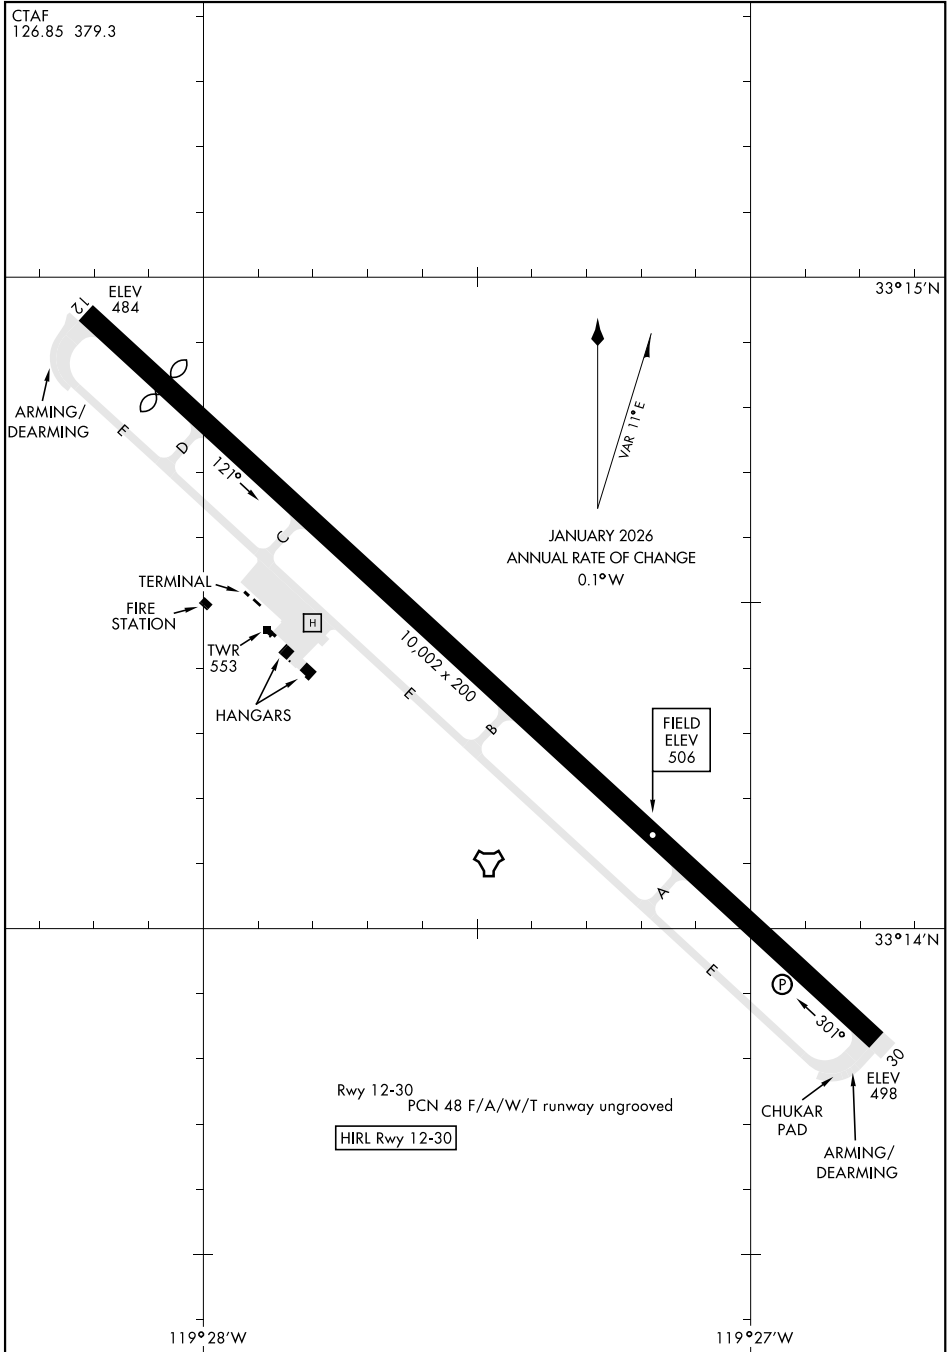 CTAF
126.85 379.3
33°15'N
12
ELEV
484
ARMING/
DEARMING
E
D
121°
C
VAR 11°E
JANUARY 2026
ANNUAL RATE OF CHANGE
0.1°W
TERMINAL
FIRE
STATION
TWR
553
H
HANGARS
10,002 x 200
E
B
FIELD
ELEV
506
A
33°14'N
E
P
301°
30
ELEV
498
CHUKAR
PAD
ARMING/
DEARMING
Rwy 12-30
PCN 48 F/A/W/T runway ungrooved
HIRL Rwy 12-30
119°28'W
119°27'W